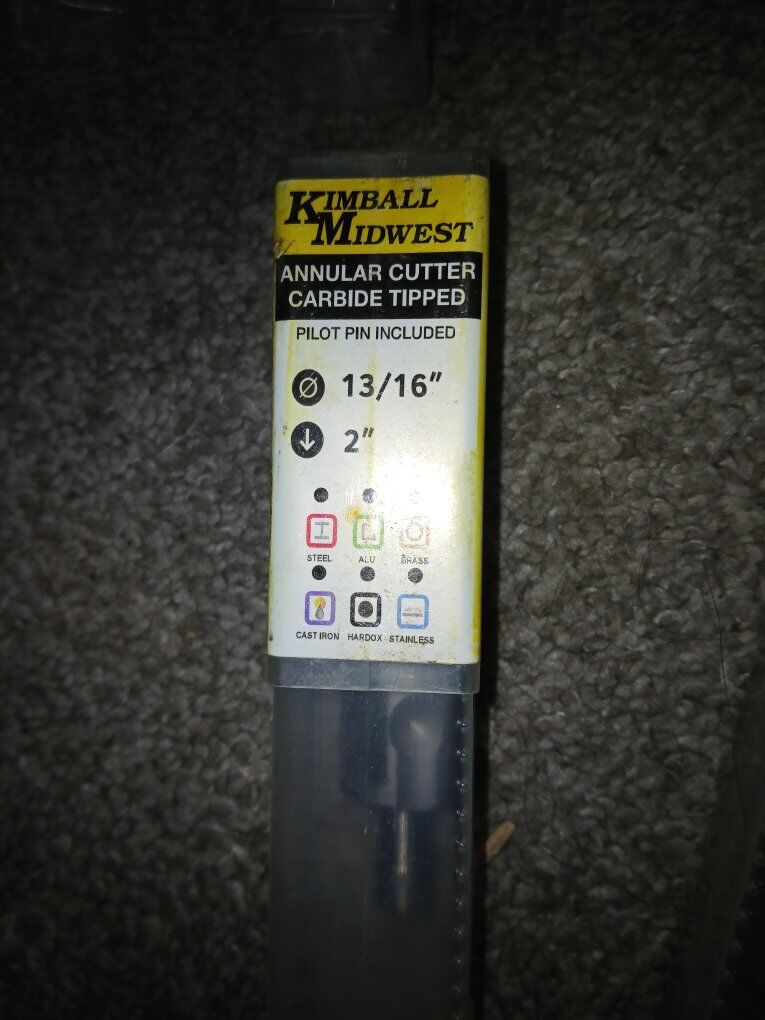 KIMBALL
MIDWEST
ANNULAR CUTTER
CARBIDE TIPPED
PILOT PIN INCLUDED
13/16"
2"
STEEL ALU BRASS
CAST IRON HARDOX STAINLESS